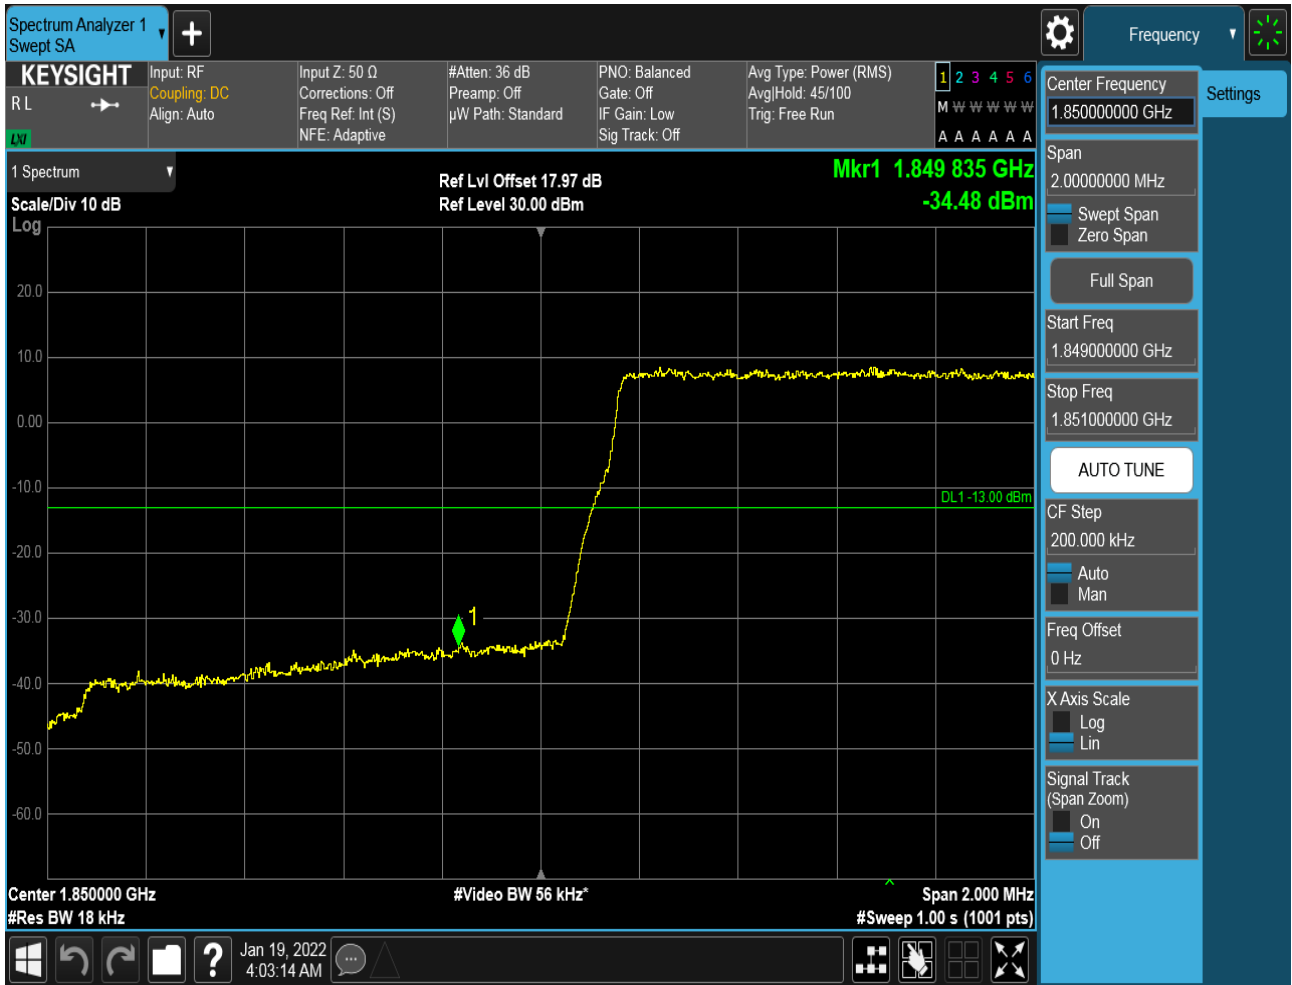 Spectrum Analyzer 1
Swept SA
Frequency
KEYSIGHT
R L
LXI
Input: RF
Coupling: DC
Align: Auto
Input Z: 50 Ω
Corrections: Off
Freq Ref: Int (S)
NFE: Adaptive
#Atten: 36 dB
Preamp: Off
µW Path: Standard
PNO: Balanced
Gate: Off
IF Gain: Low
Sig Track: Off
Avg Type: Power (RMS)
Avg|Hold: 45/100
Trig: Free Run
1 2 3 4 5 6
M W W W W W
A A A A A A
1 Spectrum
Scale/Div 10 dB
Log
Ref Lvl Offset 17.97 dB
Ref Level 30.00 dBm
Mkr1 1.849 835 GHz
-34.48 dBm
20.0
10.0
0.00
-10.0
-20.0
-30.0
-40.0
-50.0
-60.0
DL1 -13.00 dBm
1
Center 1.850000 GHz
#Res BW 18 kHz
#Video BW 56 kHz*
Span 2.000 MHz
#Sweep 1.00 s (1001 pts)
Jan 19, 2022
4:03:14 AM
Center Frequency
1.850000000 GHz
Settings
Span
2.00000000 MHz
Swept Span
Zero Span
Full Span
Start Freq
1.849000000 GHz
Stop Freq
1.851000000 GHz
AUTO TUNE
CF Step
200.000 kHz
Auto
Man
Freq Offset
0 Hz
X Axis Scale
Log
Lin
Signal Track
(Span Zoom)
On
Off